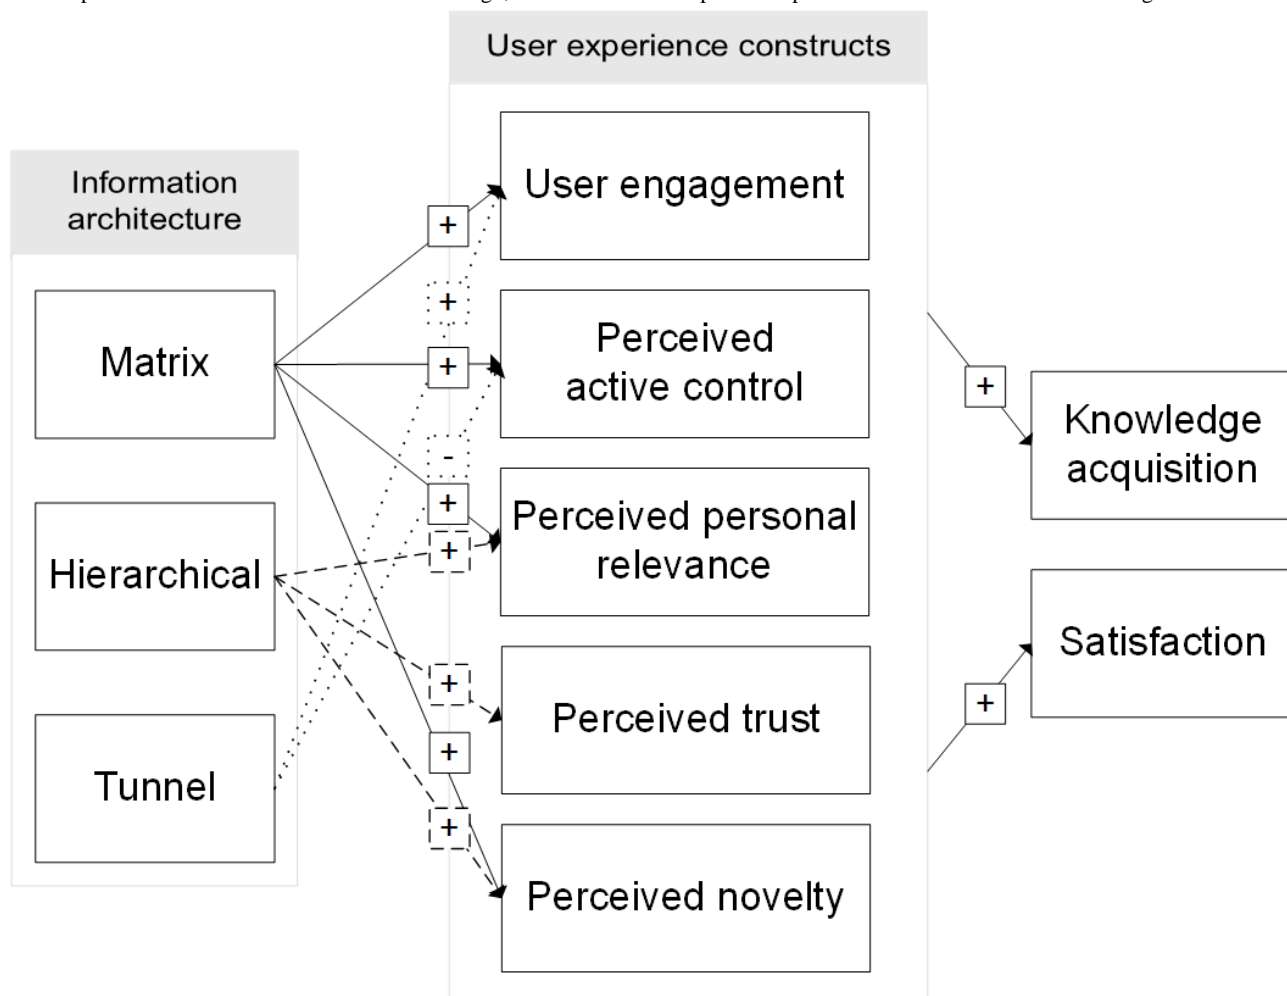 User experience constructs
Information
architecture
User engagement
Matrix
Perceived
active control
Hierarchical
Perceived personal
relevance
Tunnel
Perceived trust
Perceived novelty
Knowledge
acquisition
Satisfaction
+
+
+
-
+
+
+
+
+
+
+